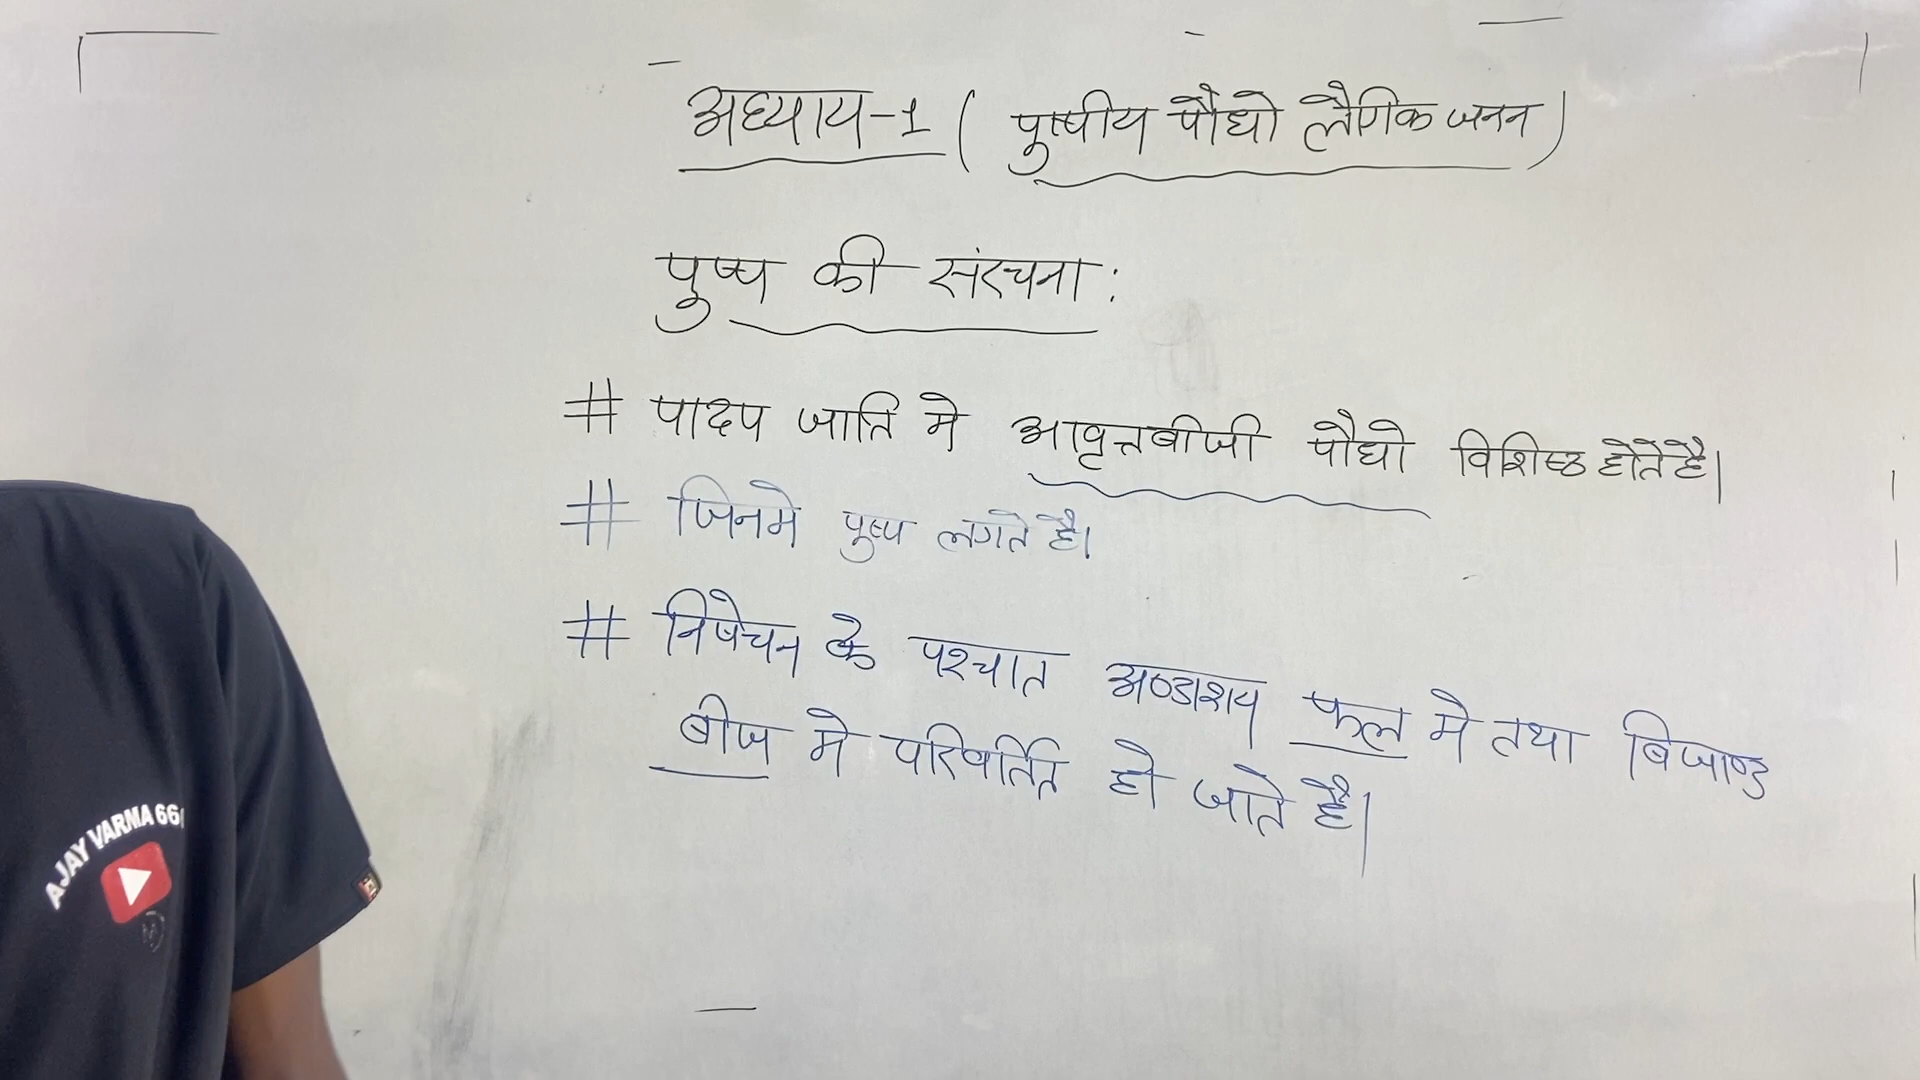 अध्याय-1 ( पुष्पीय पौधो लैगिक जनन )
पुष्प की संरचना :
# पादप जाति मे आवृत्तबीजी पौधो विशिष्ठ होते है।
# जिनमे पुष्प लगते है।
# निषेचन के पश्चात अण्डाशय फल मे तथा बिजाण्ड
बीज मे परिवर्तित हो जाते है।
AJAY VARMA 66